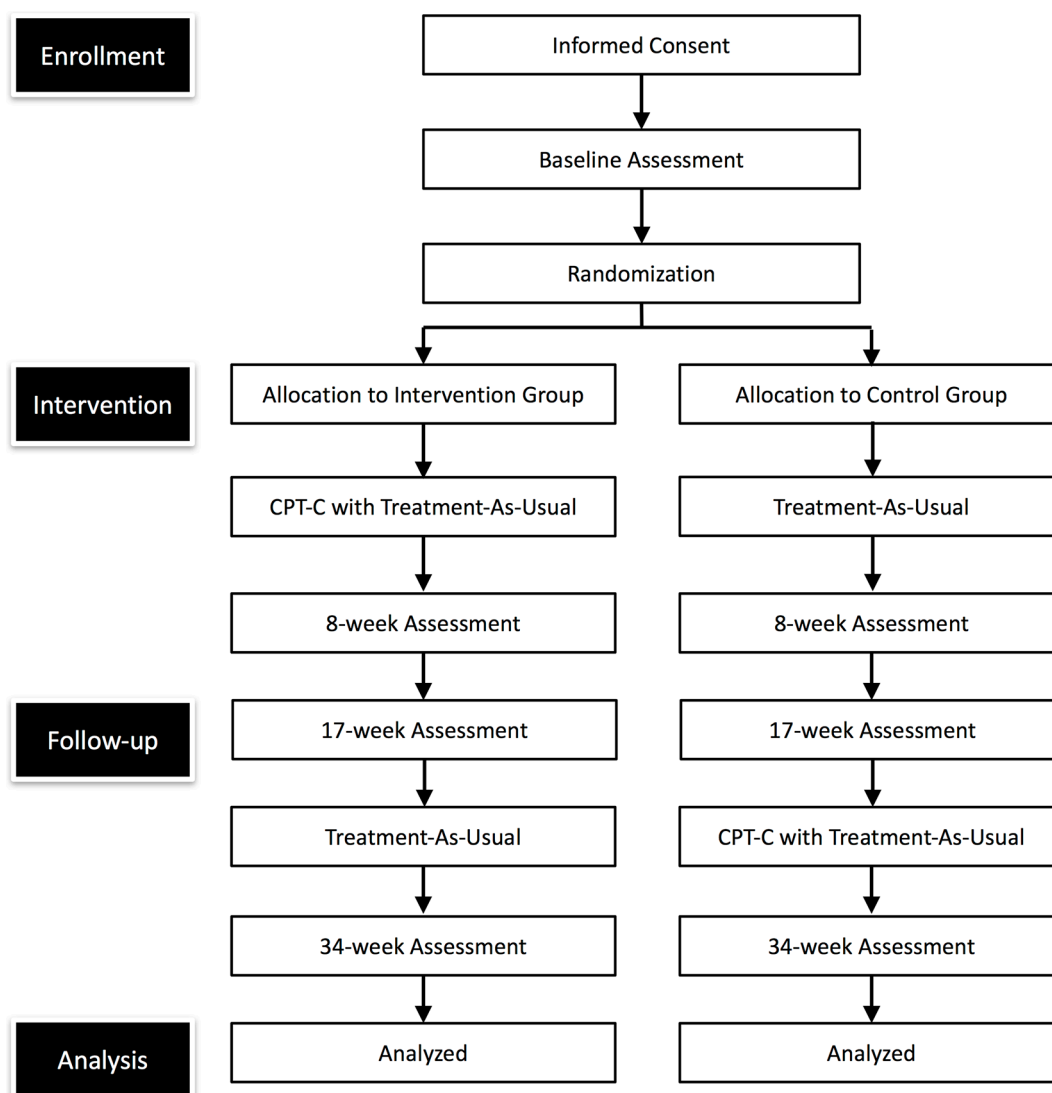 Enrollment
Informed Consent
Baseline Assessment
Randomization
Intervention
Allocation to Intervention Group
Allocation to Control Group
CPT-C with Treatment-As-Usual
Treatment-As-Usual
8-week Assessment
8-week Assessment
Follow-up
17-week Assessment
17-week Assessment
Treatment-As-Usual
CPT-C with Treatment-As-Usual
34-week Assessment
34-week Assessment
Analysis
Analyzed
Analyzed